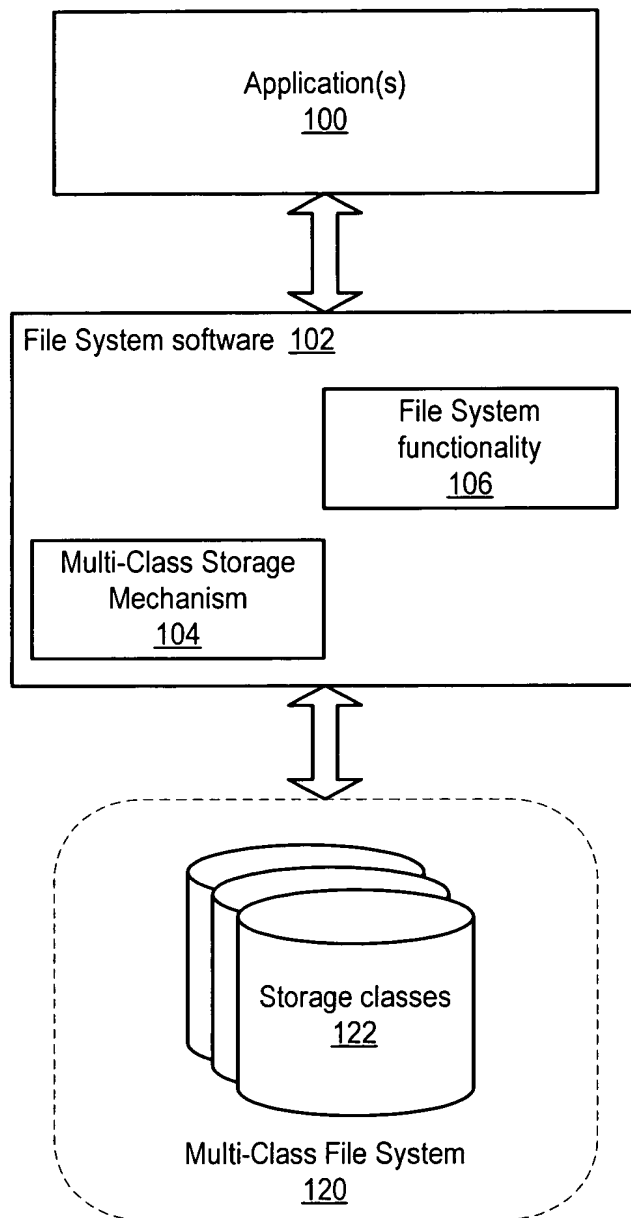 Application(s)
100
File System software 102
File System
functionality
106
Multi-Class Storage
Mechanism
104
Storage classes
122
Multi-Class File System
120